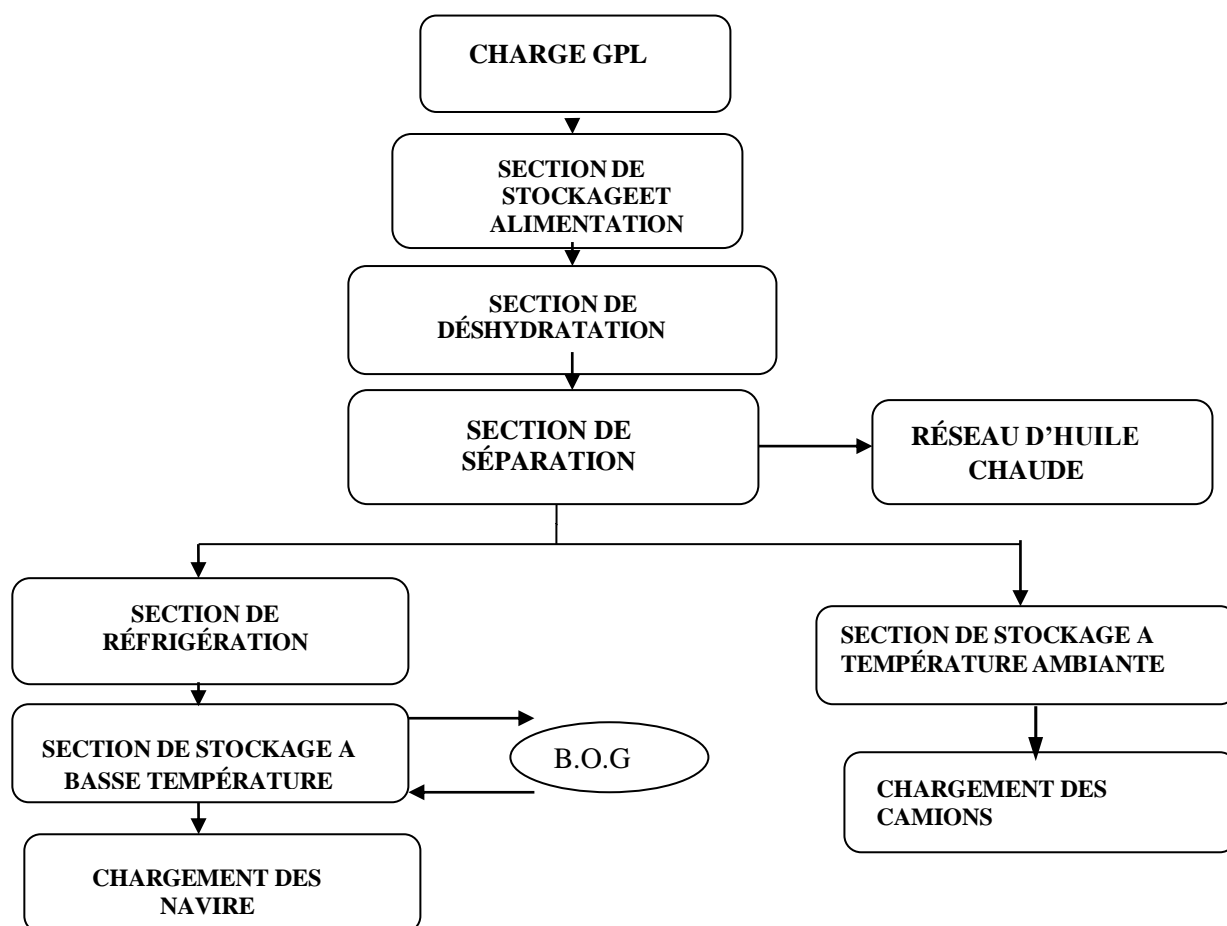 CHARGE GPL
SECTION DE
STOCKAGEET
ALIMENTATION
SECTION DE
DÉSHYDRATATION
SECTION DE
SÉPARATION
RÉSEAU D’HUILE
CHAUDE
SECTION DE
RÉFRIGÉRATION
SECTION DE STOCKAGE A
TEMPÉRATURE AMBIANTE
SECTION DE STOCKAGE A
BASSE TEMPÉRATURE
B.O.G
CHARGEMENT DES
CAMIONS
CHARGEMENT DES
NAVIRE